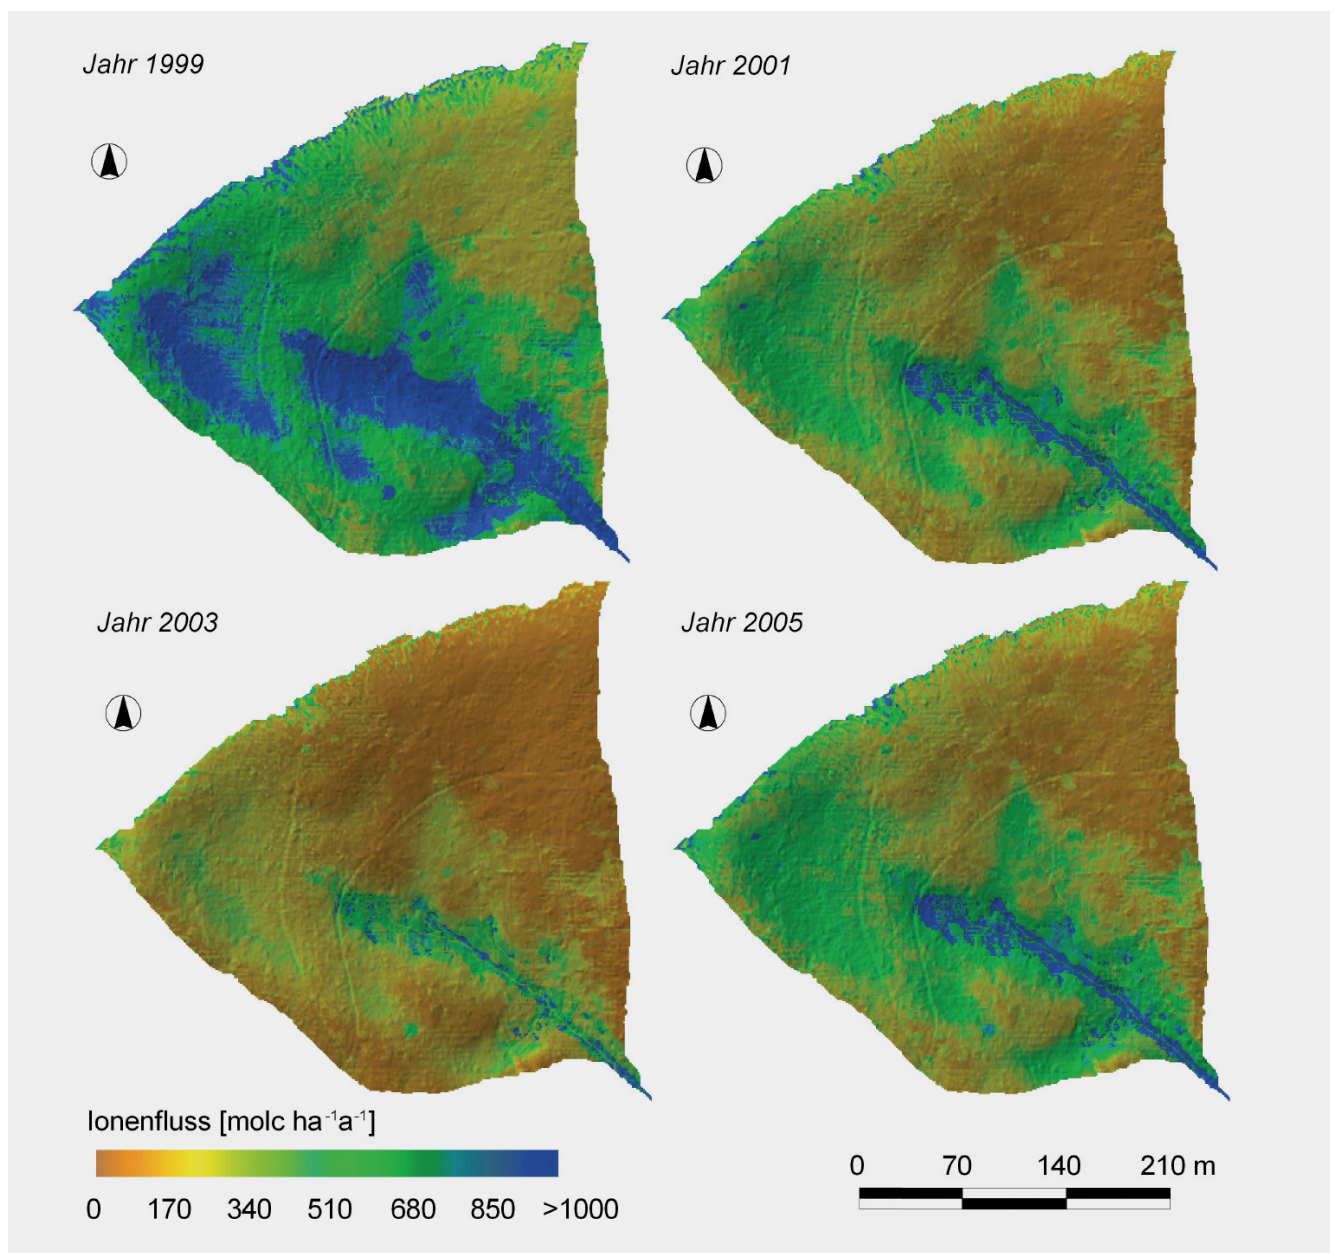 Jahr 1999
Jahr 2001
Jahr 2003
Jahr 2005
Ionenfluss [molc ha⁻¹a⁻¹]
0 170 340 510 680 850 >1000
0 70 140 210 m